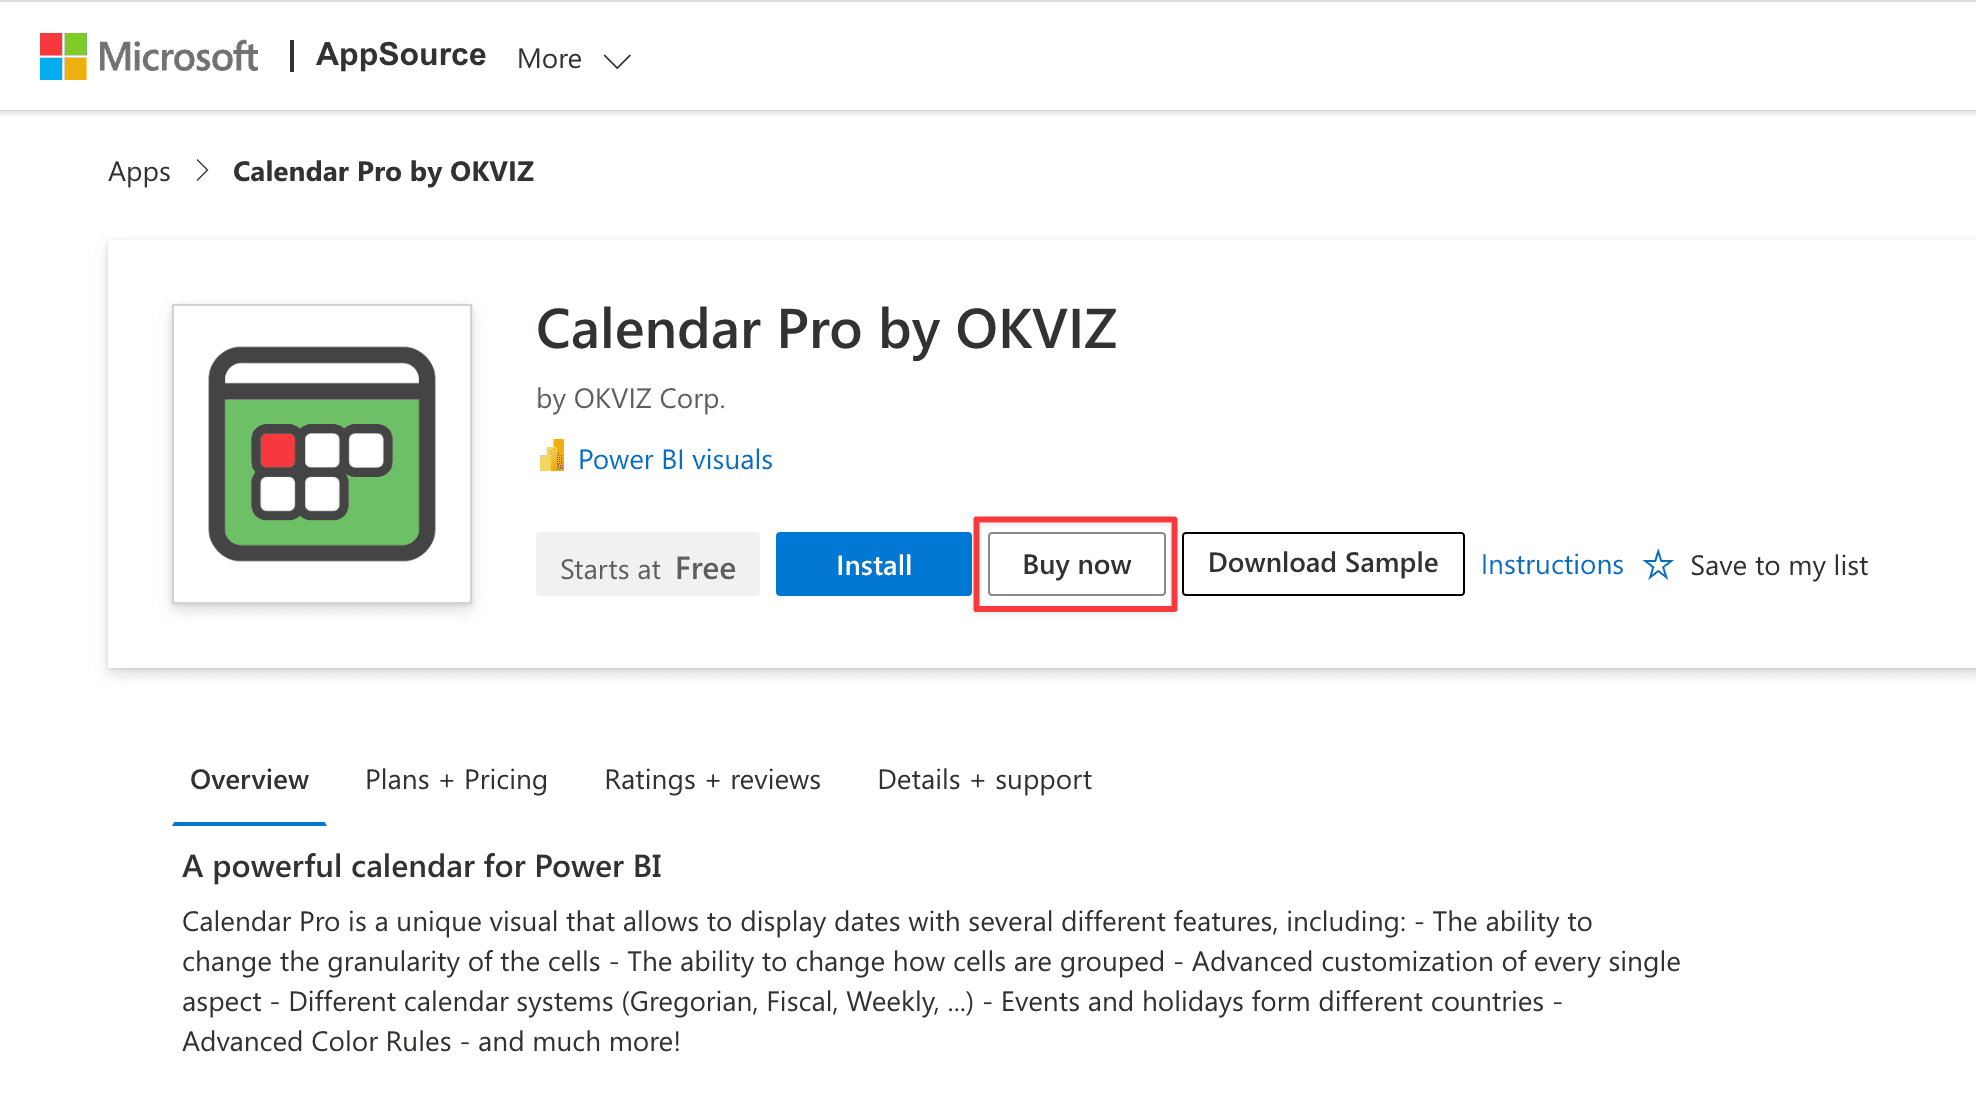 Microsoft | AppSource More
Apps > Calendar Pro by OKVIZ
Calendar Pro by OKVIZ
by OKVIZ Corp.
Power BI visuals
Starts at Free Install Buy now Download Sample Instructions Save to my list
Overview Plans + Pricing Ratings + reviews Details + support
A powerful calendar for Power BI
Calendar Pro is a unique visual that allows to display dates with several different features, including: - The ability to
change the granularity of the cells - The ability to change how cells are grouped - Advanced customization of every single
aspect - Different calendar systems (Gregorian, Fiscal, Weekly, ...) - Events and holidays form different countries -
Advanced Color Rules - and much more!